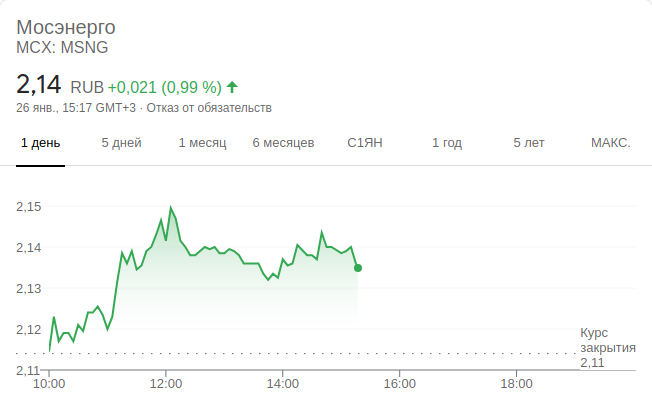 Мосэнерго
MCX: MSNG
2,14 RUB +0,021 (0,99 %)
26 янв., 15:17 GMT+3 · Отказ от обязательств
1 день 5 дней 1 месяц 6 месяцев С1ЯН 1 год 5 лет МАКС.
2,15
2,14
2,13
2,12
2,11
Курс
закрытия
2,11
10:00 12:00 14:00 16:00 18:00